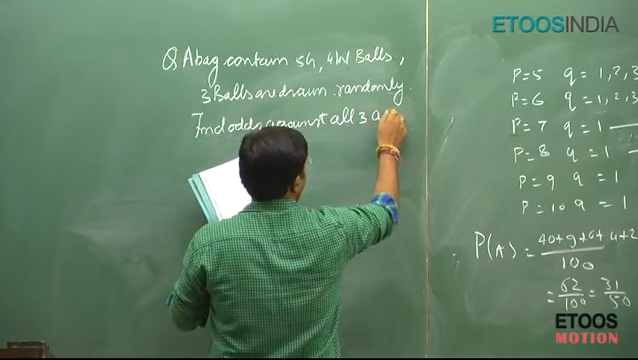 ETOOSINDIA
Q A bag contain 5G, 4W Balls,
3 Balls are drawn randomly.
Find odds against all 3 a
P=5 q = 1,2,3
P=6 q = 1,2,3
P=7 q = 1
P=8 q = 1
P=9 q = 1
P=10 q = 1
P(A) = 40+9+6+4+2
100
= 62/100 = 31/50
ETOOS
MOTION